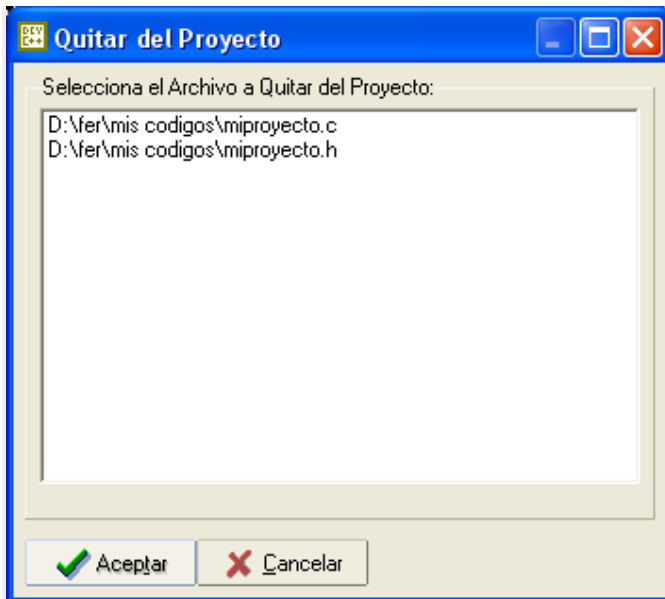 DEV
C++
Quitar del Proyecto
Selecciona el Archivo a Quitar del Proyecto:
D:\fer\mis codigos\miproyecto.c
D:\fer\mis codigos\miproyecto.h
Aceptar
Cancelar